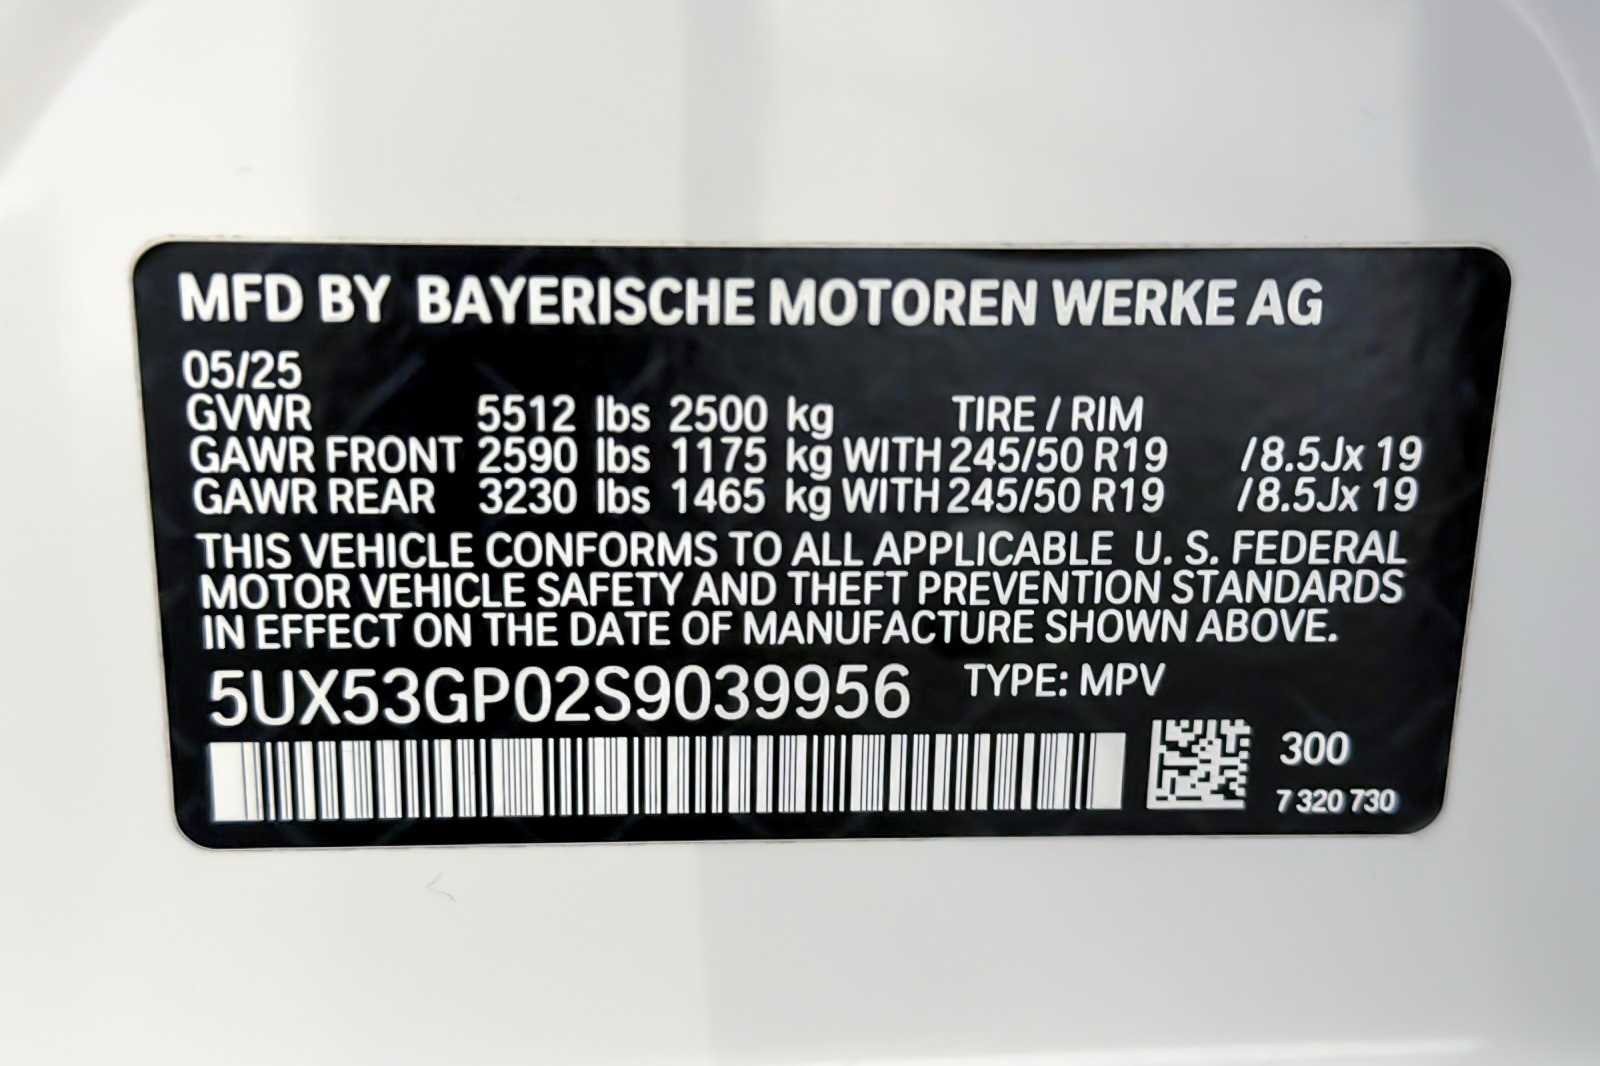 MFD BY BAYERISCHE MOTOREN WERKE AG
05/25
GVWR 5512 lbs 2500 kg TIRE / RIM
GAWR FRONT 2590 lbs 1175 kg WITH 245/50 R19 /8.5Jx 19
GAWR REAR 3230 lbs 1465 kg WITH 245/50 R19 /8.5Jx 19
THIS VEHICLE CONFORMS TO ALL APPLICABLE U. S. FEDERAL
MOTOR VEHICLE SAFETY AND THEFT PREVENTION STANDARDS
IN EFFECT ON THE DATE OF MANUFACTURE SHOWN ABOVE.
5UX53GP02S9039956 TYPE: MPV
300
7 320 730